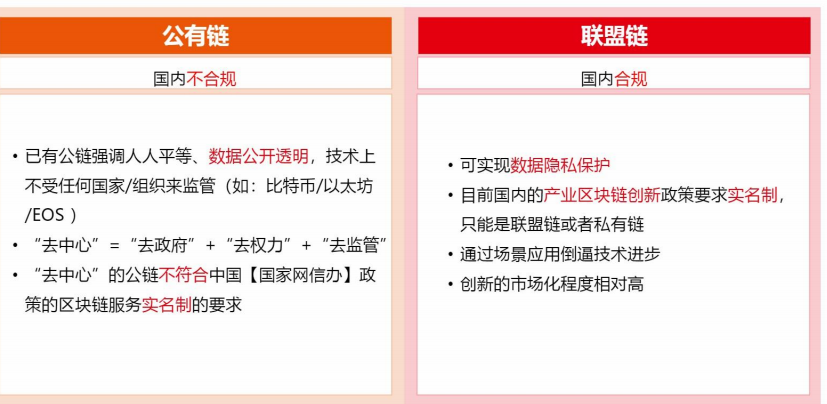 公有链
国内不合规
• 已有公链强调人人平等、数据公开透明，技术上
不受任何国家/组织来监管（如：比特币/以太坊
/EOS ）
• “去中心”=“去政府”+“去权力”+“去监管”
• “去中心”的公链不符合中国【国家网信办】政
策的区块链服务实名制的要求
联盟链
国内合规
• 可实现数据隐私保护
• 目前国内的产业区块链创新政策要求实名制，
只能是联盟链或者私有链
• 通过场景应用倒逼技术进步
• 创新的市场化程度相对高